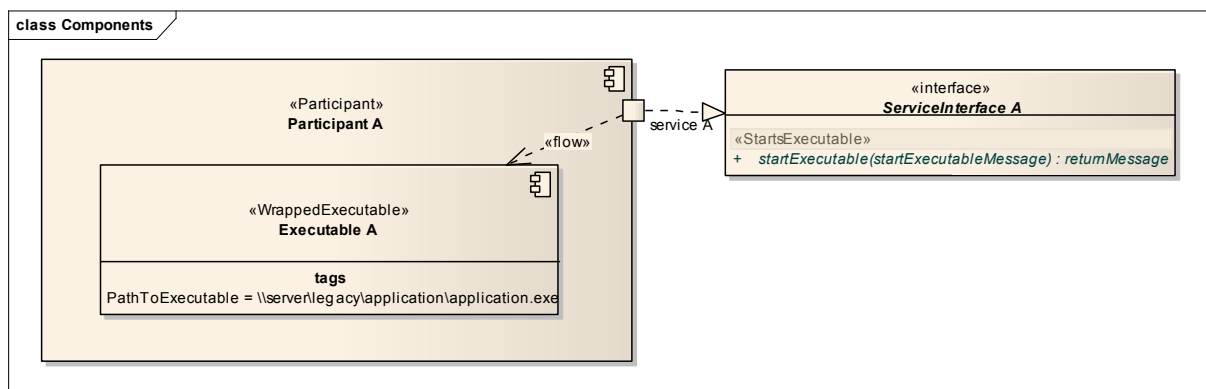 class Components
«Participant»
Participant A
«flow»
service A
«WrappedExecutable»
Executable A
tags
PathToExecutable = \\server\legacy\application\application.exe
«interface»
ServiceInterface A
«StartsExecutable»
+ startExecutable(startExecutableMessage) : returnMessage